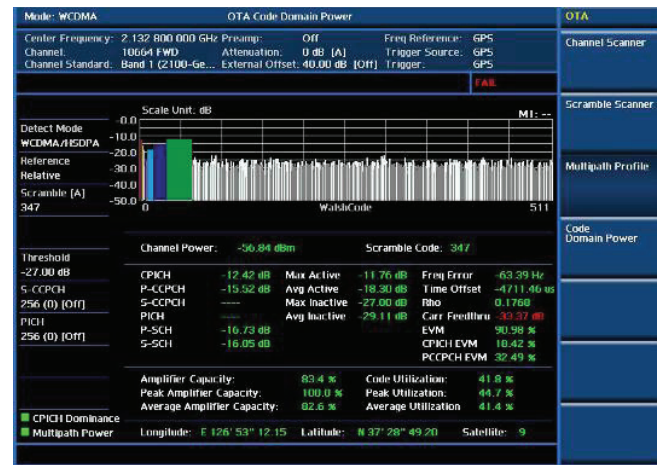 Mode: WCDMA OTA Code Domain Power OTA
Center Frequency: 2.132 800 000 GHz Preamp: Off Freq Reference: GPS
Channel: 10664 FWD Attenuation: 0 dB [A] Trigger Source: GPS
Channel Standard: Band 1 (2100-Ge... External Offset: 40.00 dB [Off] Trigger: GPS
FAIL
Channel Scanner
Scramble Scanner
Multipath Profile
Code
Domain Power
Scale Unit: dB M1: --
Detect Mode
WCDMA/HSDPA
Reference
Relative
Scramble [A]
347
-0.0
-10.0
-20.0
-30.0
-40.0
-50.0
0 WalshCode 511
Threshold
-27.00 dB
S-CCPCH
256 (0) [Off]
PICH
256 (0) [Off]
Channel Power: -56.84 dBm Scramble Code: 347
CPICH -12.42 dB Max Active -11.76 dB Freq Error -63.39 Hz
P-CCPCH -15.52 dB Avg Active -18.30 dB Time Offset -4711.46 us
S-CCPCH ---- Max Inactive -27.00 dB Rho 0.1760
PICH ---- Avg Inactive -29.11 dB Carr Feedthru -33.37 dB
P-SCH -16.73 dB EVM 90.98 %
S-SCH -16.05 dB CPICH EVM 18.42 %
PCCPCH EVM 32.49 %
Amplifier Capacity: 83.4 % Code Utilization: 41.8 %
Peak Amplifier Capacity: 100.0 % Peak Utilization: 44.7 %
Average Amplifier Capacity: 82.6 % Average Utilization 41.4 %
CPICH Dominance
Multipath Power
Longitude: E 126' 53" 12.15 Latitude: N 37' 28" 49.20 Satellite: 9